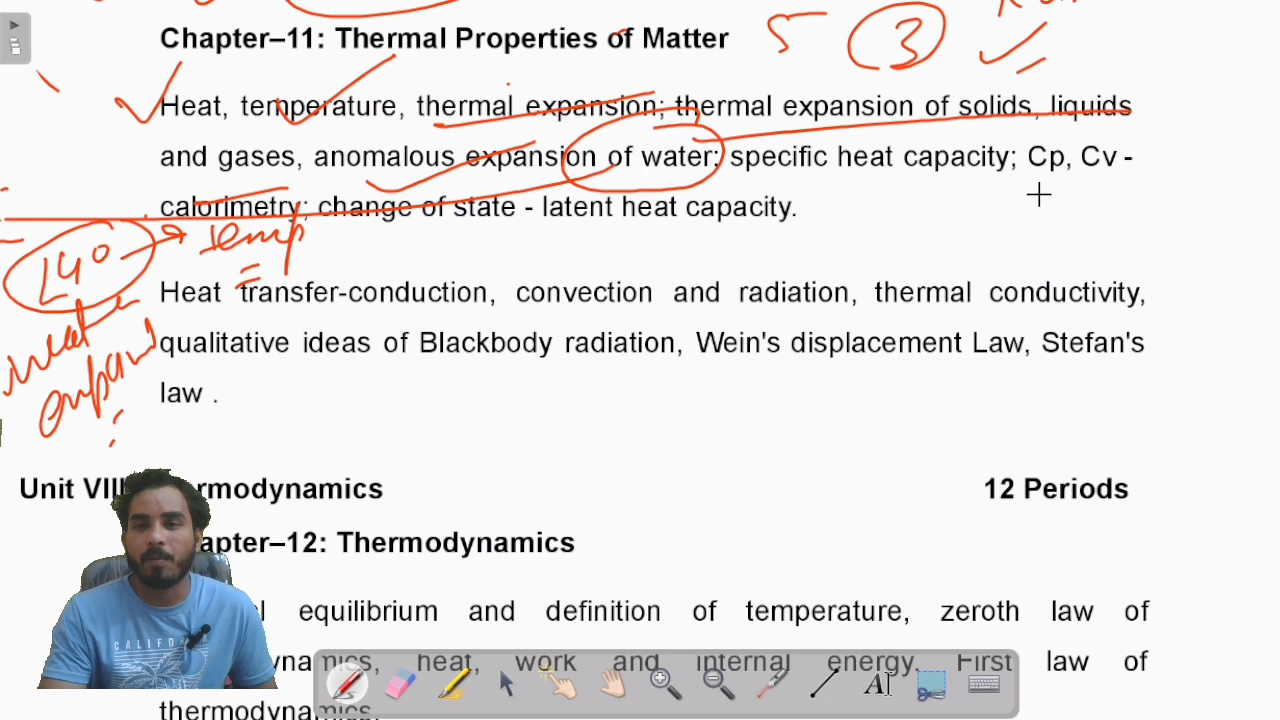 Chapter–11: Thermal Properties of Matter
5 3
Heat, temperature, thermal expansion; thermal expansion of solids, liquids
and gases, anomalous expansion of water; specific heat capacity; Cp, Cv -
calorimetry; change of state - latent heat capacity.
temp
Heat transfer-conduction, convection and radiation, thermal conductivity,
qualitative ideas of Blackbody radiation, Wein's displacement Law, Stefan's
law .
Unit VIII rmodynamics 12 Periods
apter–12: Thermodynamics
l equilibrium and definition of temperature, zeroth law of
ynamics, heat, work and internal energy. First law of
thermodynamics.
CALIFOR A